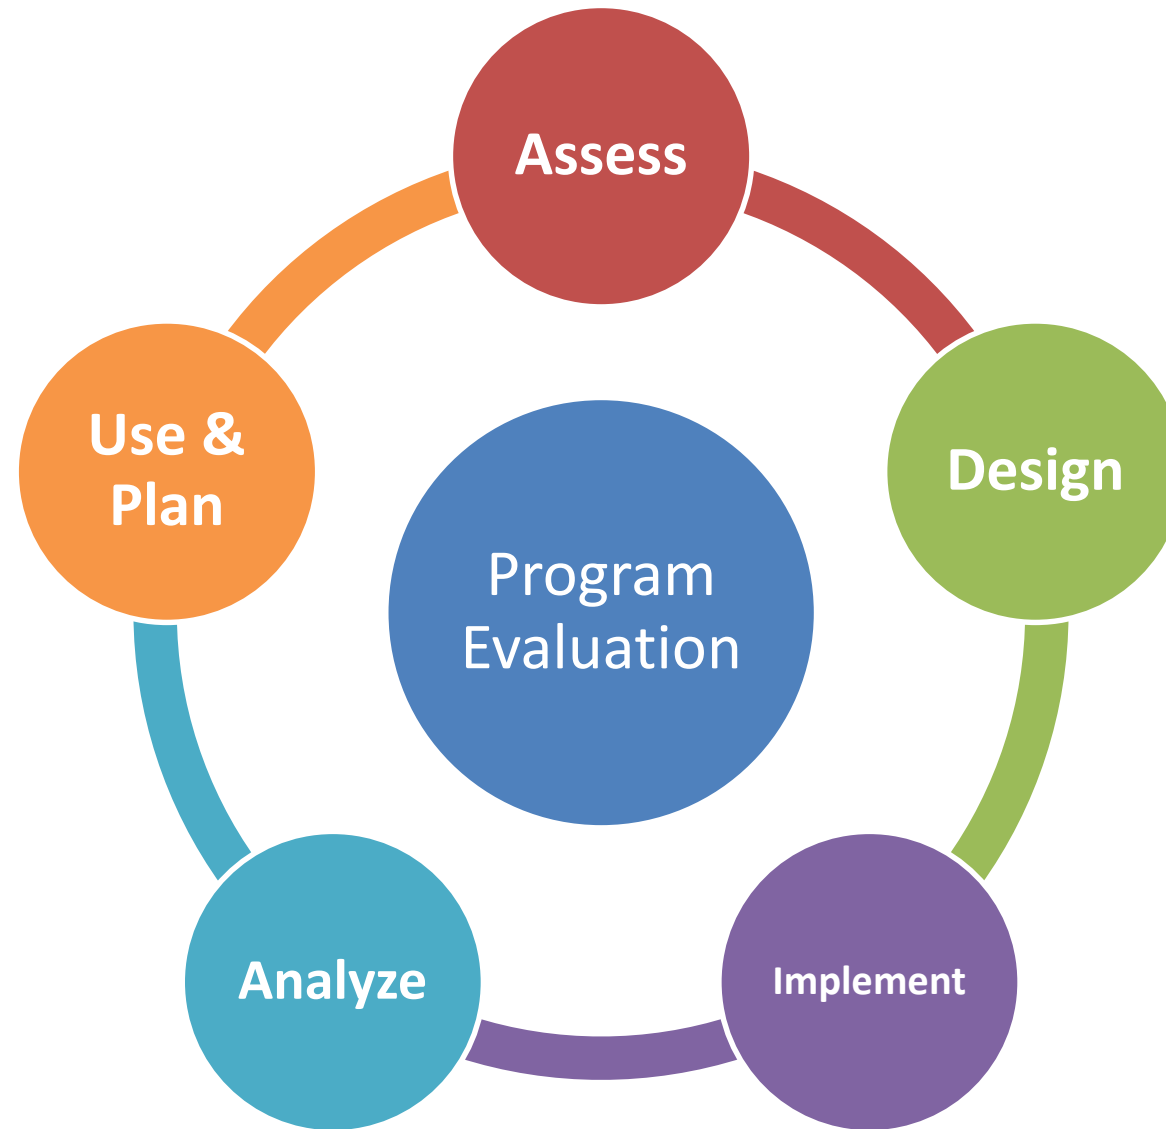 Assess
Design
Implement
Analyze
Use &
Plan
Program
Evaluation